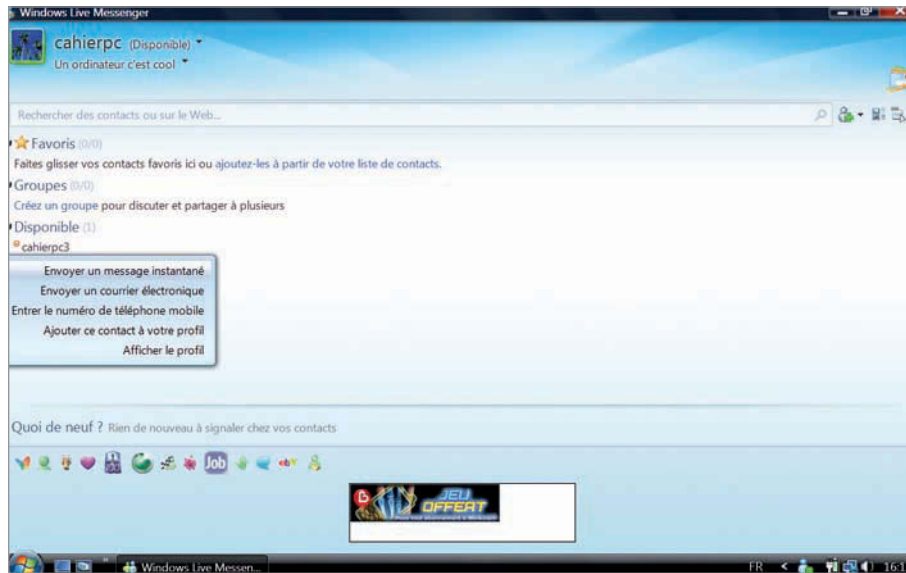 Windows Live Messenger
cahierpc (Disponible)
Un ordinateur c'est cool
Rechercher des contacts ou sur le Web...
Favoris (0/0)
Faites glisser vos contacts favoris ici ou ajoutez-les à partir de votre liste de contacts.
Groupes (0/0)
Créez un groupe pour discuter et partager à plusieurs
Disponible (1)
cahierpc3
Envoyer un message instantané
Envoyer un courrier électronique
Entrer le numéro de téléphone mobile
Ajouter ce contact à votre profil
Afficher le profil
Quoi de neuf ? Rien de nouveau à signaler chez vos contacts
Job
ebY
JEU
OFFERT
Windows Live Messen...
FR
16:1